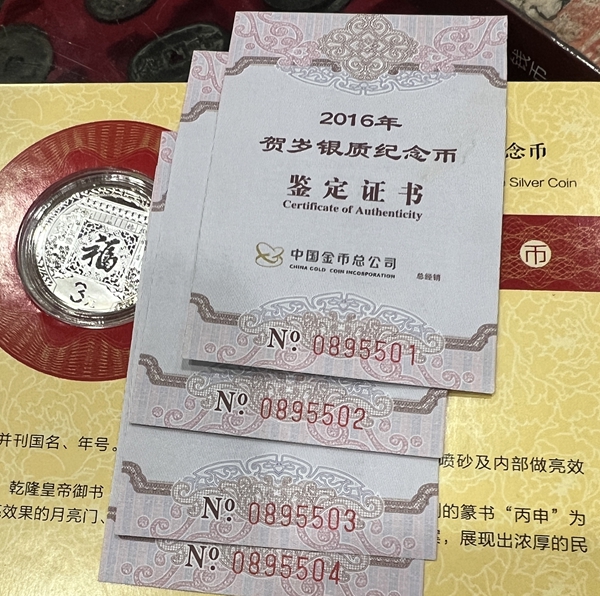 钱币
2016年
贺岁银质纪念币
鉴定证书
Certificate of Authenticity
中国金币总公司
CHINA GOLD COIN INCORPORATION
总经销
№ 0895501
№ 0895502
№ 0895503
№ 0895504
念币
Silver Coin
币
福
3
并刊国名、年号。
喷砂及内部做亮效
乾隆皇帝御书
的篆书“丙申”为
效果的月亮门、
，展现出浓厚的民